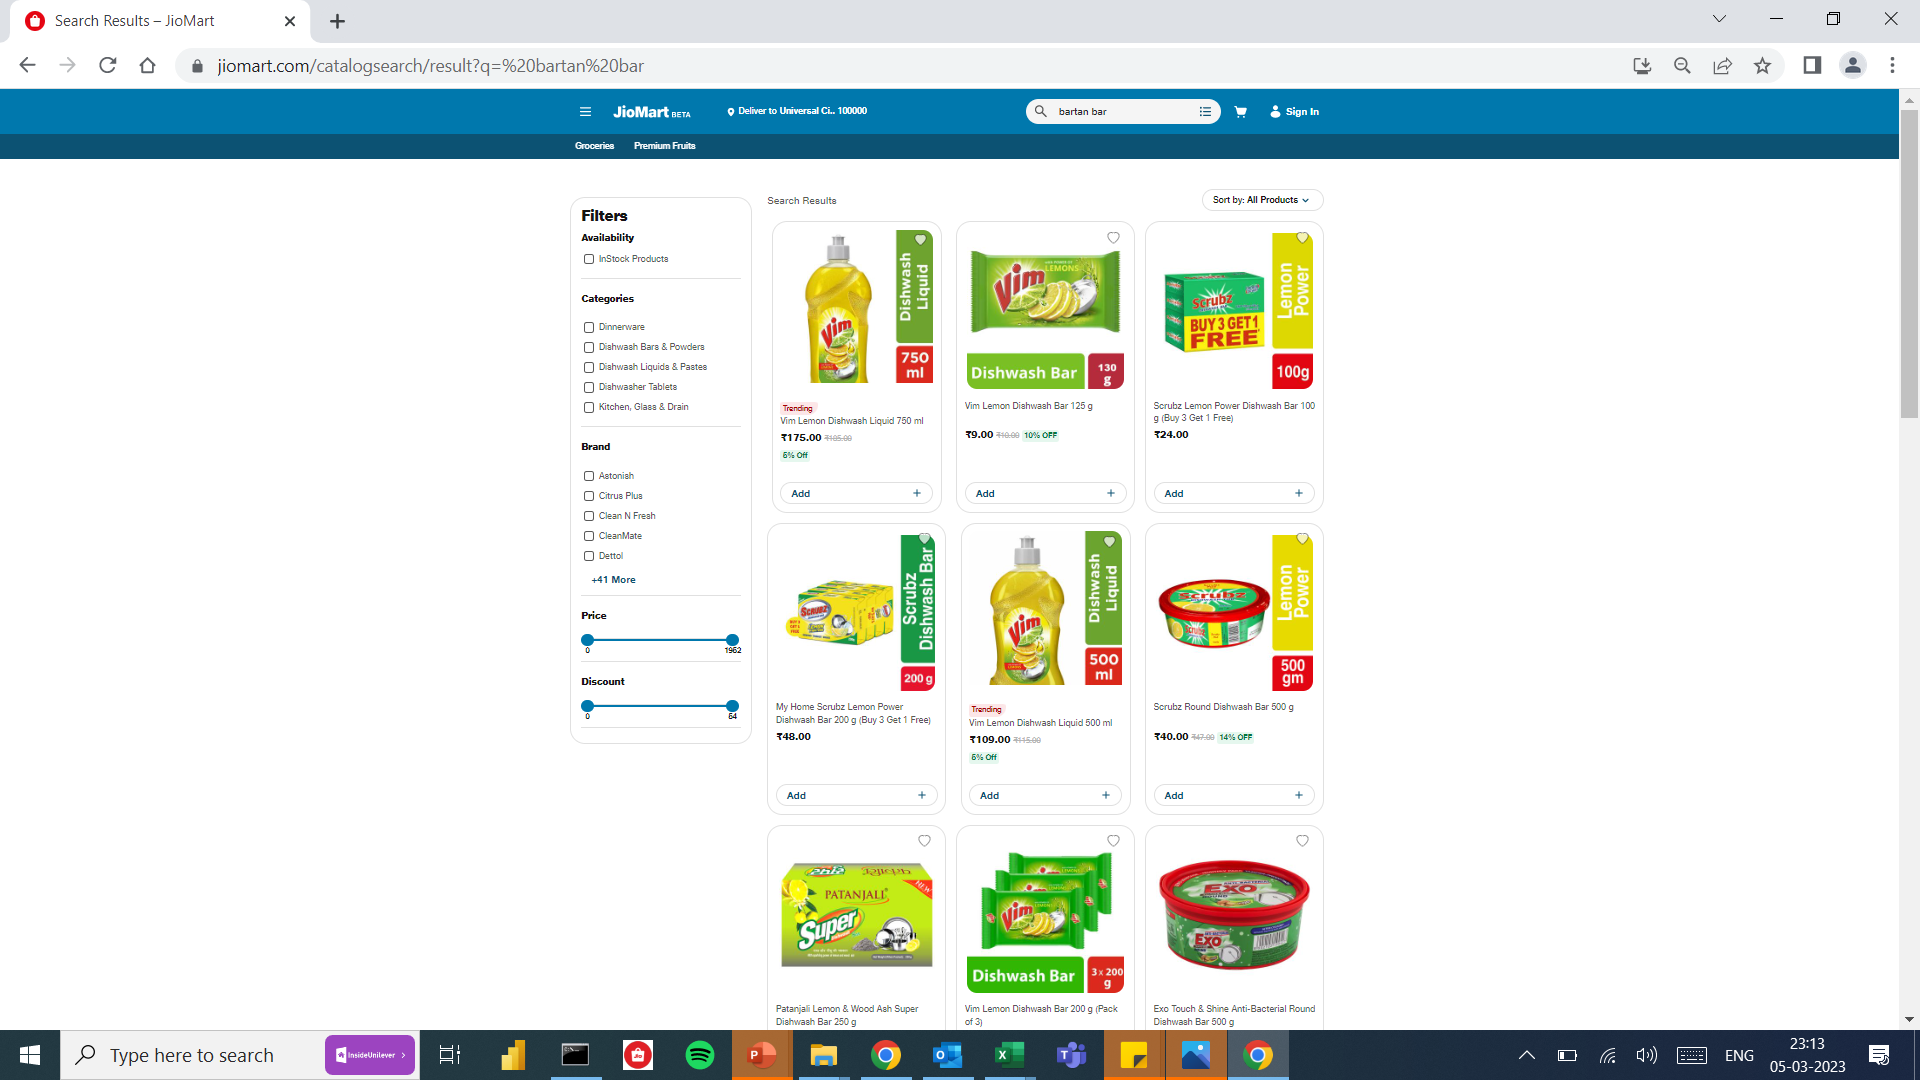 Search Results – JioMart
jiomart.com/catalogsearch/result?q=%20bartan%20bar
JioMart BETA
Deliver to Universal Ci.. 100000
bartan bar
Sign In
Groceries
Premium Fruits
Filters
Availability
InStock Products
Categories
Dinnerware
Dishwash Bars & Powders
Dishwash Liquids & Pastes
Dishwasher Tablets
Kitchen, Glass & Drain
Brand
Astonish
Citrus Plus
Clean N Fresh
CleanMate
Dettol
+41 More
Price
0 1962
Discount
0 64
Search Results
Sort by: All Products
Vim
Dishwash Liquid
750 ml
Trending
Vim Lemon Dishwash Liquid 750 ml
₹175.00 ₹185.00
5% Off
Add +
Vim
LEMONS
Dishwash Bar
130 g
Vim Lemon Dishwash Bar 125 g
₹9.00 ₹10.00 10% OFF
Add +
Scrubz
BUY 3 GET 1 FREE
Lemon Power
100g
Scrubz Lemon Power Dishwash Bar 100
g (Buy 3 Get 1 Free)
₹24.00
Add +
SCRUBZ
Scrubz Dishwash Bar
200 g
My Home Scrubz Lemon Power
Dishwash Bar 200 g (Buy 3 Get 1 Free)
₹48.00
Add +
Vim
Dishwash Liquid
500 ml
Trending
Vim Lemon Dishwash Liquid 500 ml
₹109.00 ₹115.00
5% Off
Add +
Scrubz
Lemon Power
500 gm
Scrubz Round Dishwash Bar 500 g
₹40.00 ₹47.00 14% OFF
Add +
PATANJALI
Super
NEW
Patanjali Lemon & Wood Ash Super
Dishwash Bar 250 g
Vim
Dishwash Bar
3 x 200 g
Vim Lemon Dishwash Bar 200 g (Pack
of 3)
EXO
EXO
Exo Touch & Shine Anti-Bacterial Round
Dishwash Bar 500 g
Type here to search
InsideUnilever
ENG
23:13
05-03-2023